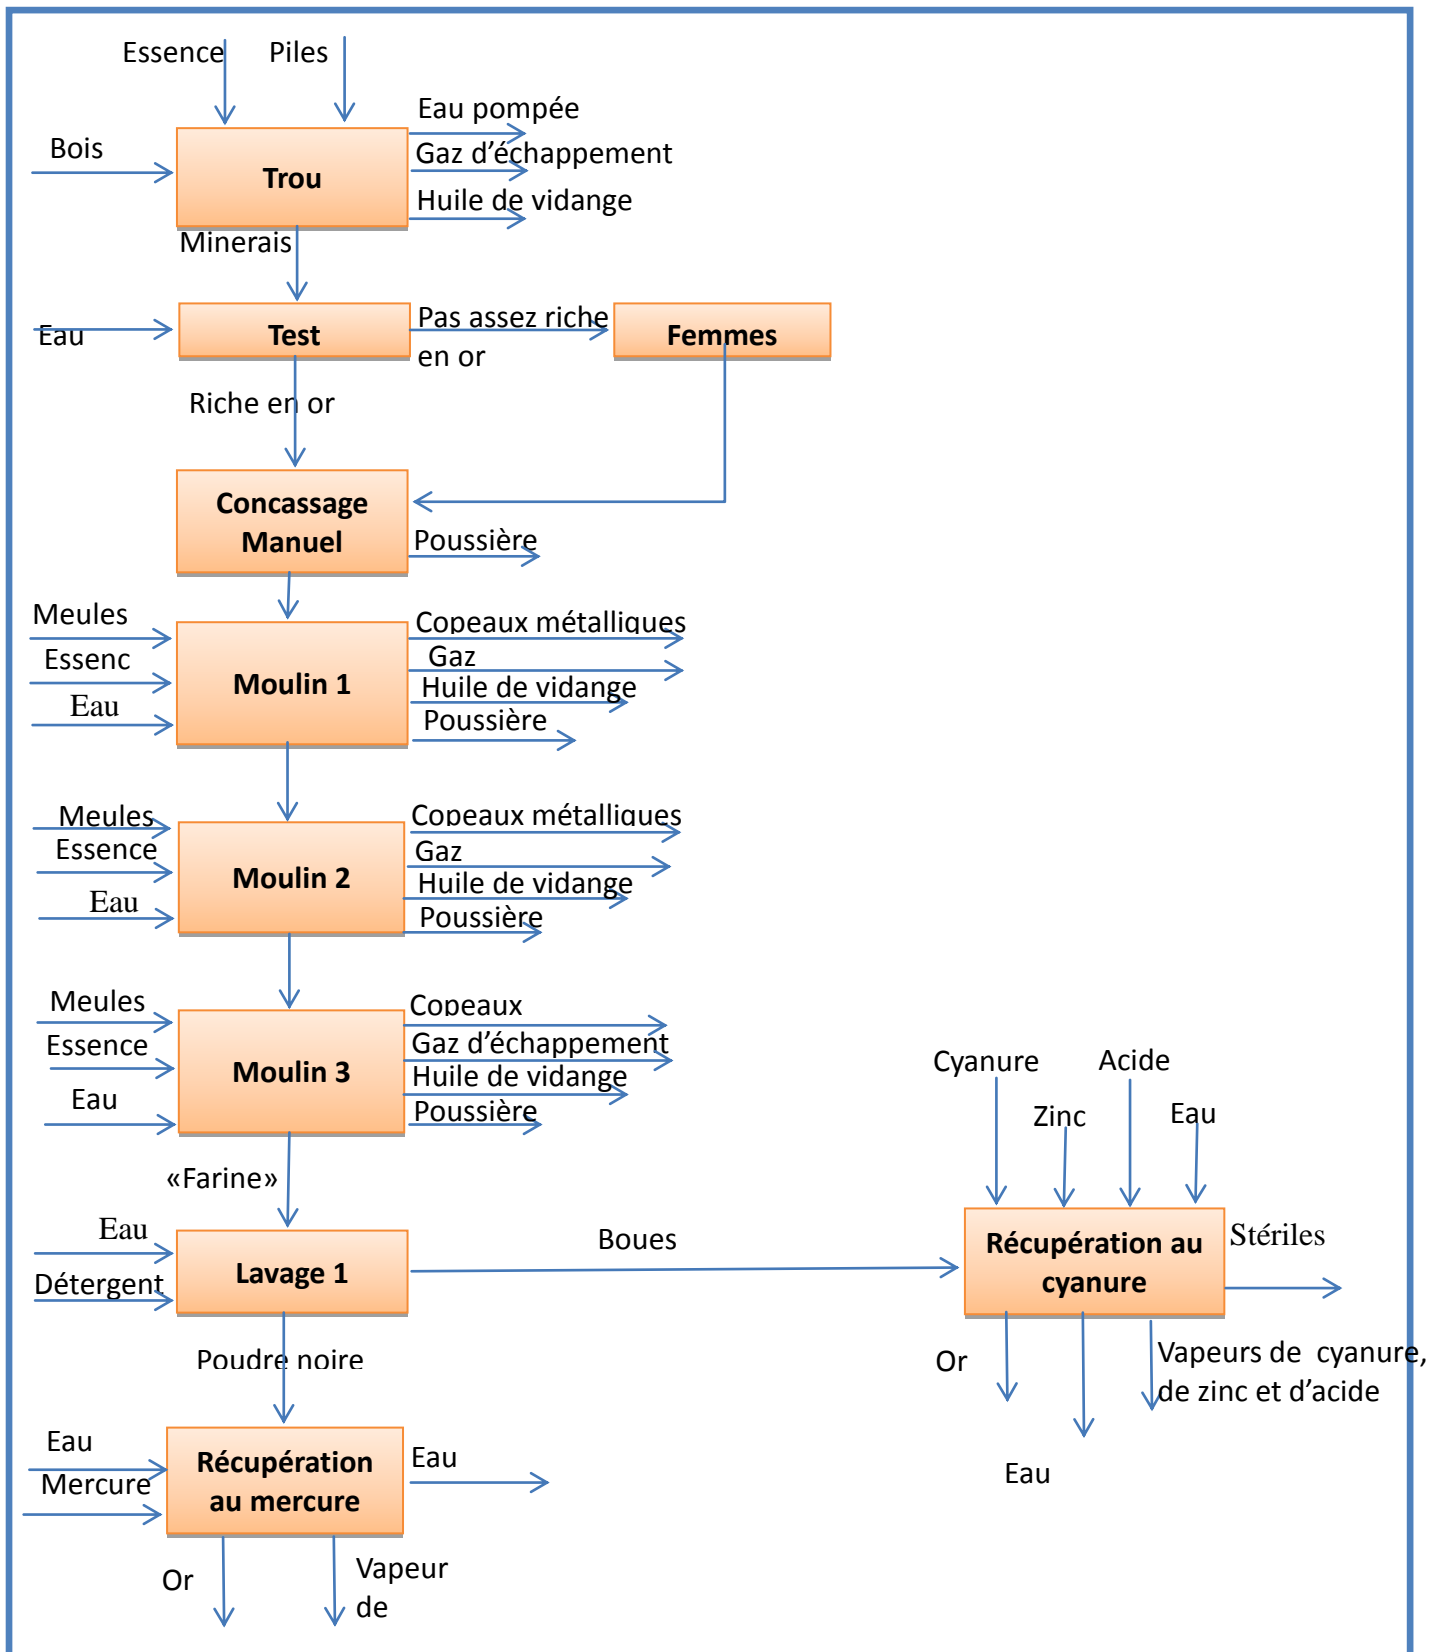 Essence
Piles
Bois
Trou
Eau pompée
Gaz d'échappement
Huile de vidange
Minerais
Eau
Test
Pas assez riche
en or
Femmes
Riche en or
Concassage
Manuel
Poussière
Meules
Essenc
Eau
Moulin 1
Copeaux métalliques
Gaz
Huile de vidange
Poussière
Meules
Essence
Eau
Moulin 2
Copeaux métalliques
Gaz
Huile de vidange
Poussière
Meules
Essence
Eau
Moulin 3
Copeaux
Gaz d'échappement
Huile de vidange
Poussière
«Farine»
Eau
Détergent
Lavage 1
Boues
Cyanure
Zinc
Acide
Eau
Récupération au
cyanure
Stériles
Or
Eau
Vapeurs de cyanure,
de zinc et d'acide
Poudre noire
Eau
Mercure
Récupération
au mercure
Eau
Or
Vapeur
de